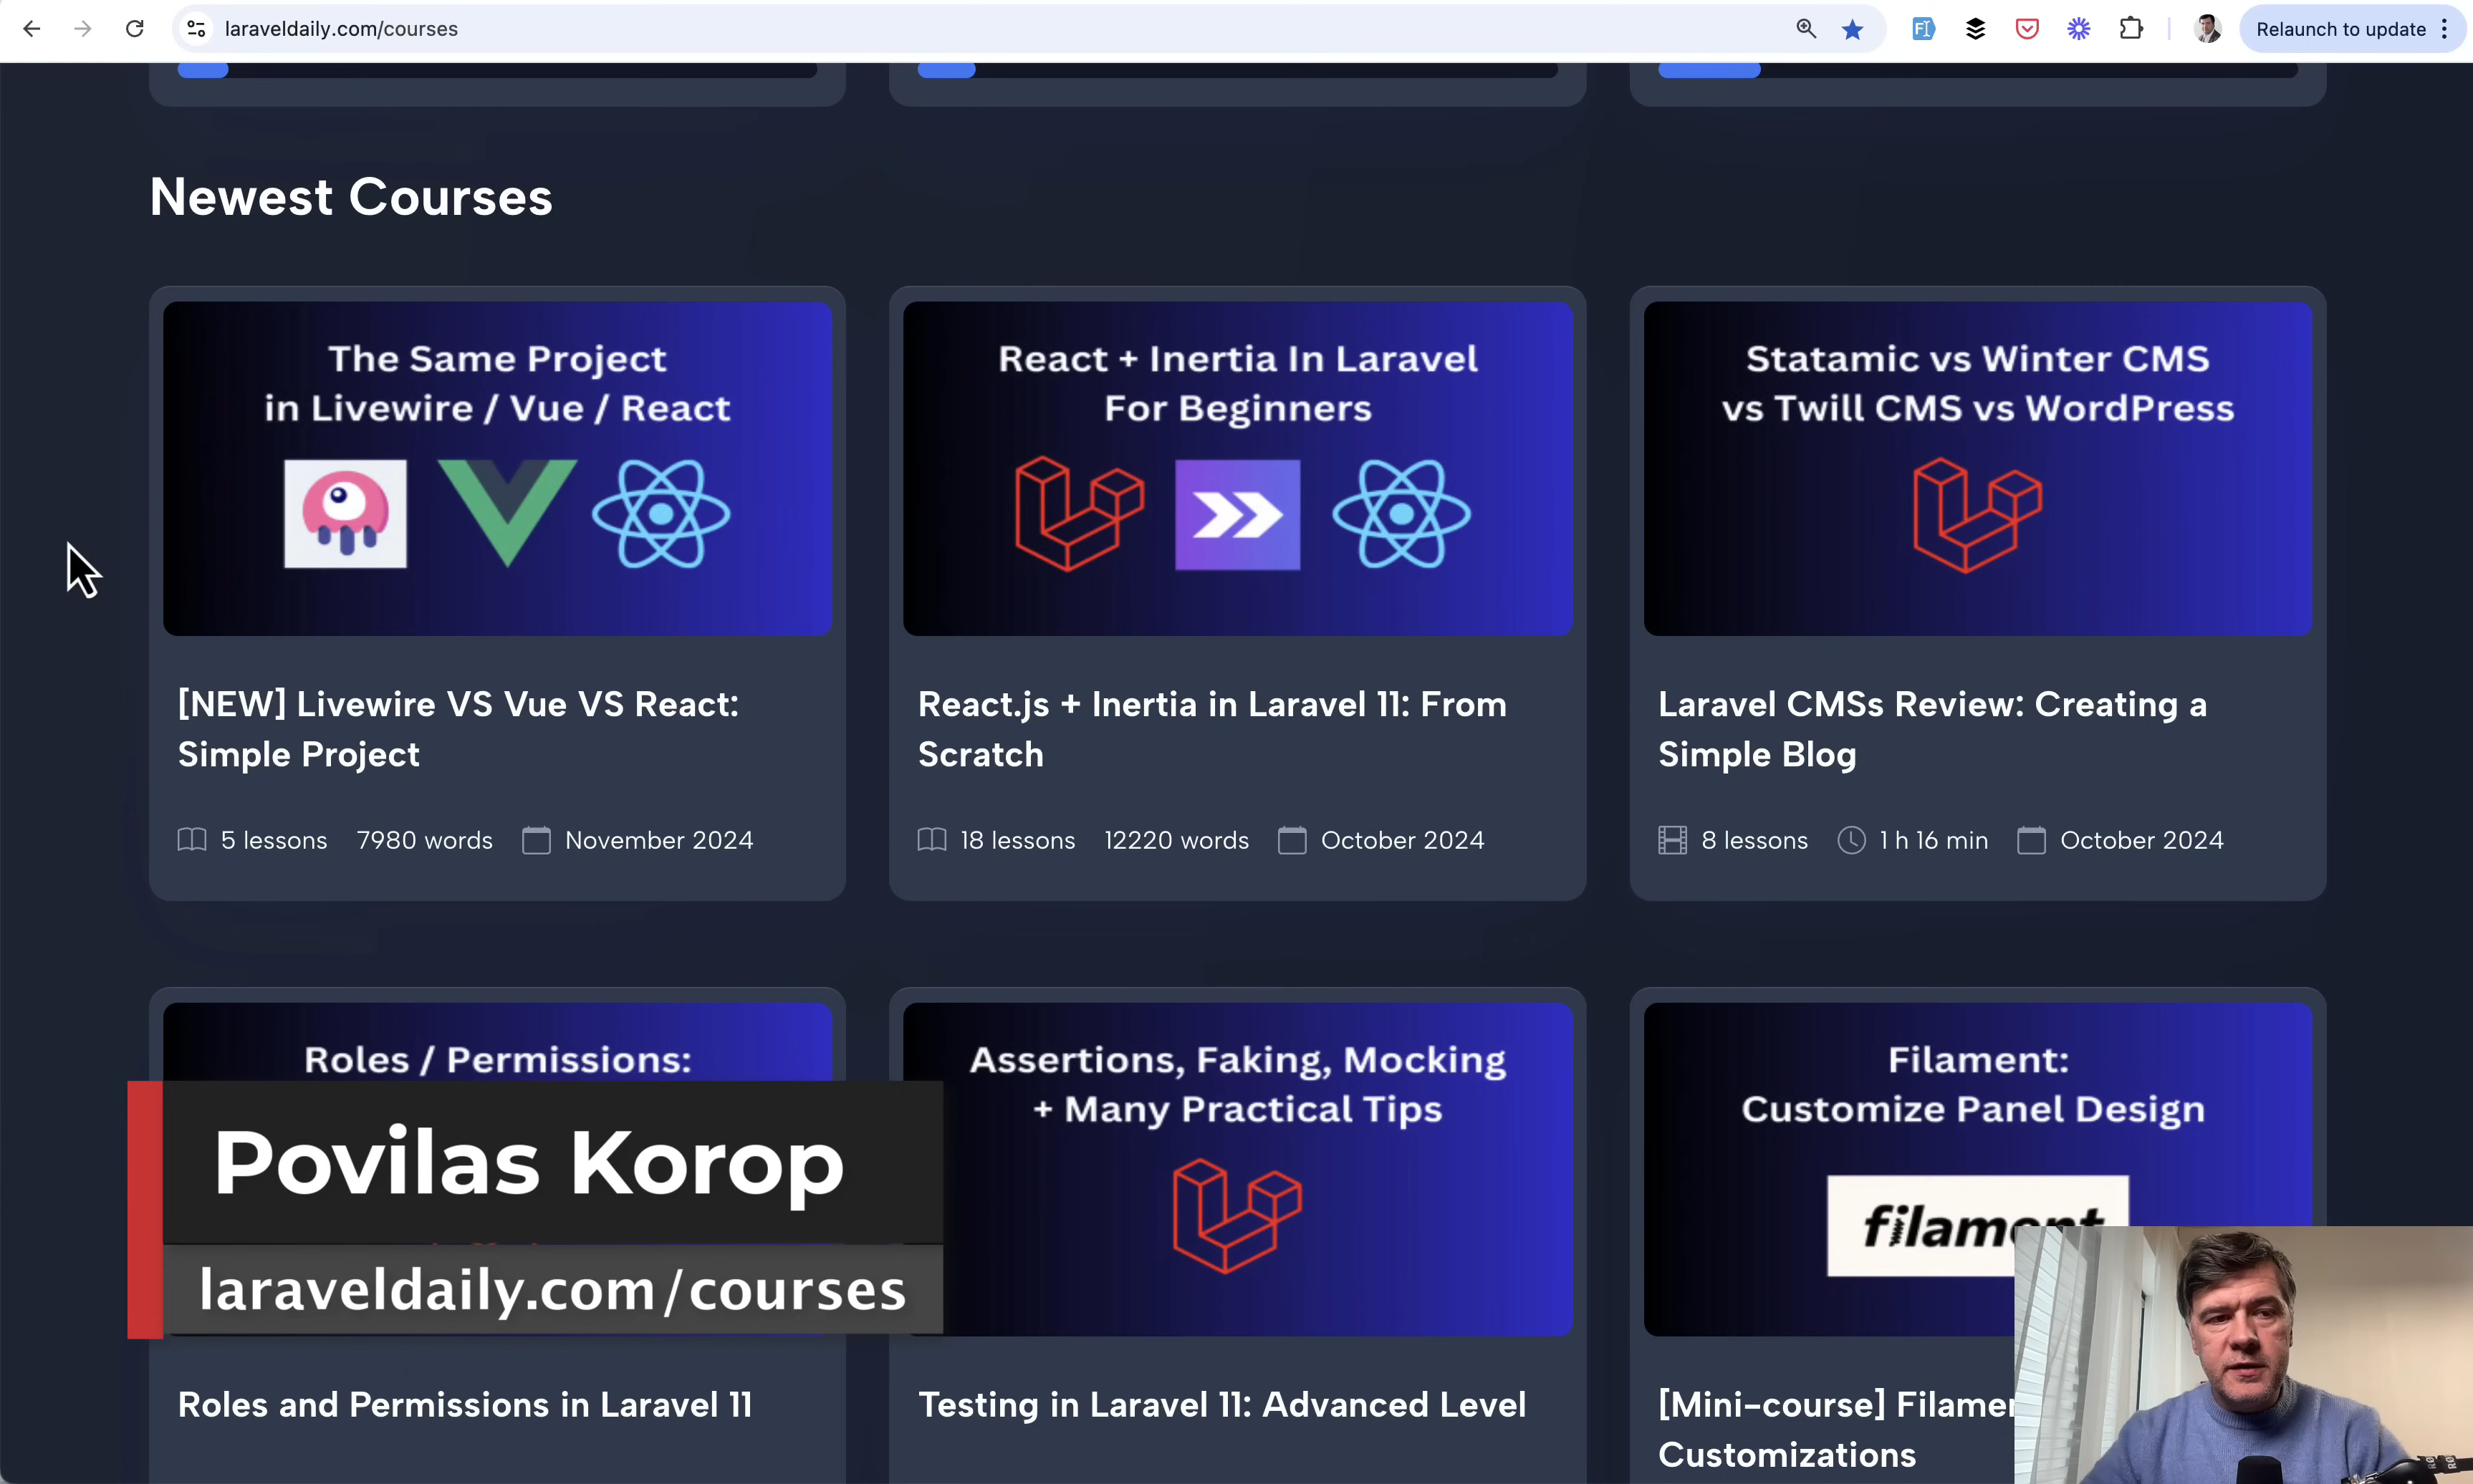 laraveldaily.com/courses
Relaunch to update
Newest Courses
The Same Project
in Livewire / Vue / React
[NEW] Livewire VS Vue VS React:
Simple Project
5 lessons 7980 words November 2024
React + Inertia In Laravel
For Beginners
React.js + Inertia in Laravel 11: From
Scratch
18 lessons 12220 words October 2024
Statamic vs Winter CMS
vs Twill CMS vs WordPress
Laravel CMSs Review: Creating a
Simple Blog
8 lessons 1 h 16 min October 2024
Roles / Permissions:
Roles and Permissions in Laravel 11
Assertions, Faking, Mocking
+ Many Practical Tips
Testing in Laravel 11: Advanced Level
Filament:
Customize Panel Design
filament
[Mini-course]
Customizations
Povilas Korop
laraveldaily.com/courses